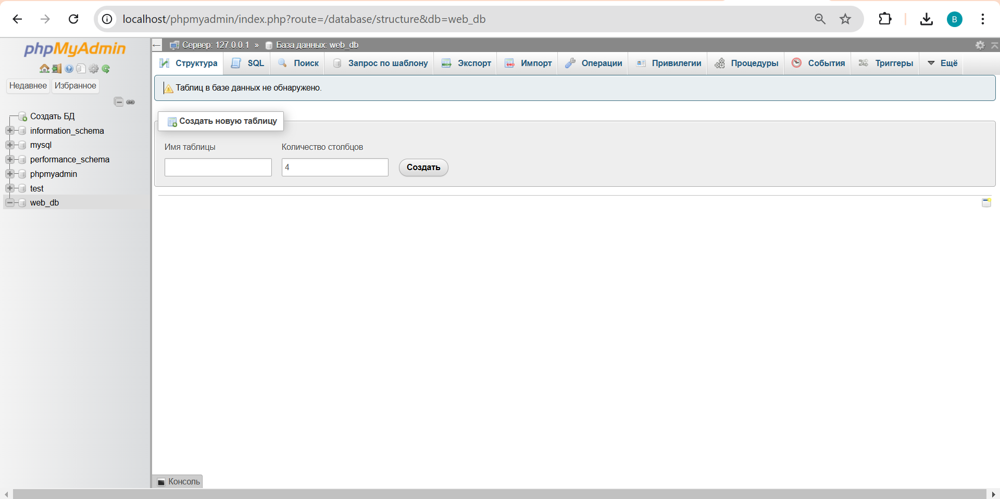 localhost/phpmyadmin/index.php?route=/database/structure&db=web_db
B
phpMyAdmin
Недавнее Избранное
Создать БД
information_schema
mysql
performance_schema
phpmyadmin
test
web_db
Сервер: 127.0.0.1 » База данных: web_db
Структура SQL Поиск Запрос по шаблону Экспорт Импорт Операции Привилегии Процедуры События Триггеры Ещё
Таблиц в базе данных не обнаружено.
Создать новую таблицу
Имя таблицы Количество столбцов
4 Создать
Консоль